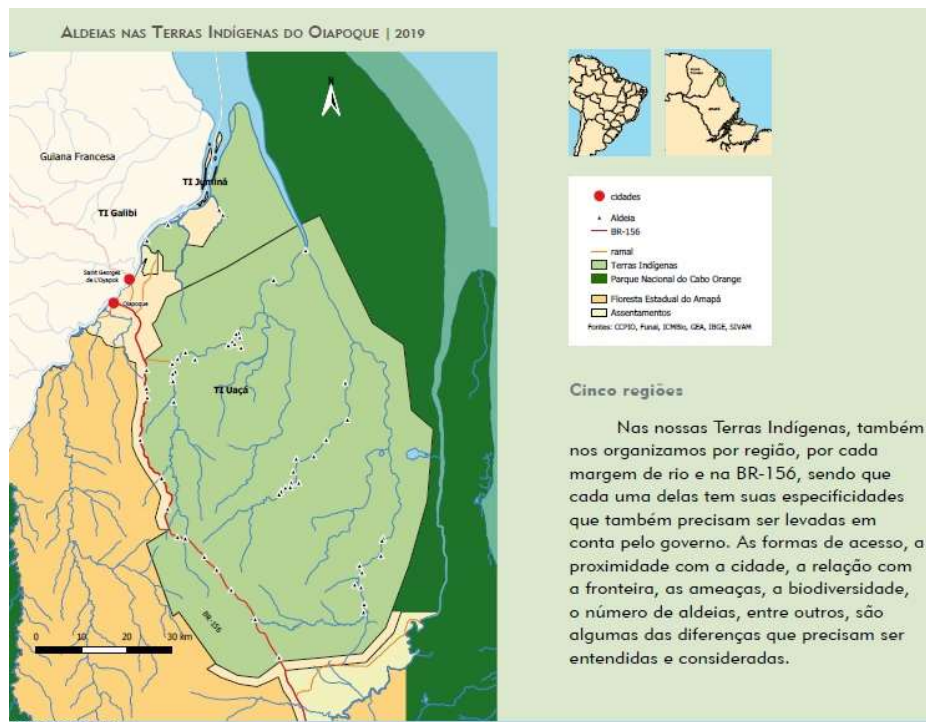 ALDEIAS NAS TERRAS INDÍGENAS DO OIAPOQUE | 2019
N
Guiana Francesa
TI Juminã
TI Galibi
Saint Georges
de L'Oyapok
Oiapoque
TI Uaçá
BR-156
0 10 20 30 km
cidades
Aldeia
BR-156
ramal
Terras Indígenas
Parque Nacional do Cabo Orange
Floresta Estadual do Amapá
Assentamentos
Fontes: CCPIO, Funai, ICMBio, GEA, IBGE, SIVAM
Cinco regiões
Nas nossas Terras Indígenas, também
nos organizamos por região, por cada
margem de rio e na BR-156, sendo que
cada uma delas tem suas especificidades
que também precisam ser levadas em
conta pelo governo. As formas de acesso, a
proximidade com a cidade, a relação com
a fronteira, as ameaças, a biodiversidade,
o número de aldeias, entre outros, são
algumas das diferenças que precisam ser
entendidas e consideradas.